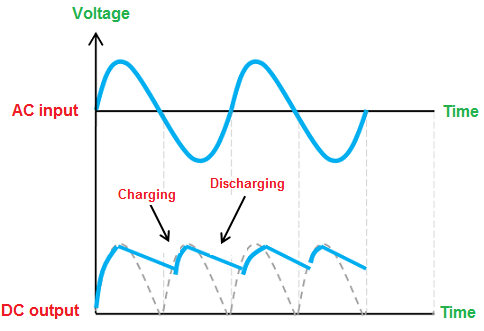 Voltage
AC input
Time
Charging
Discharging
DC output
Time